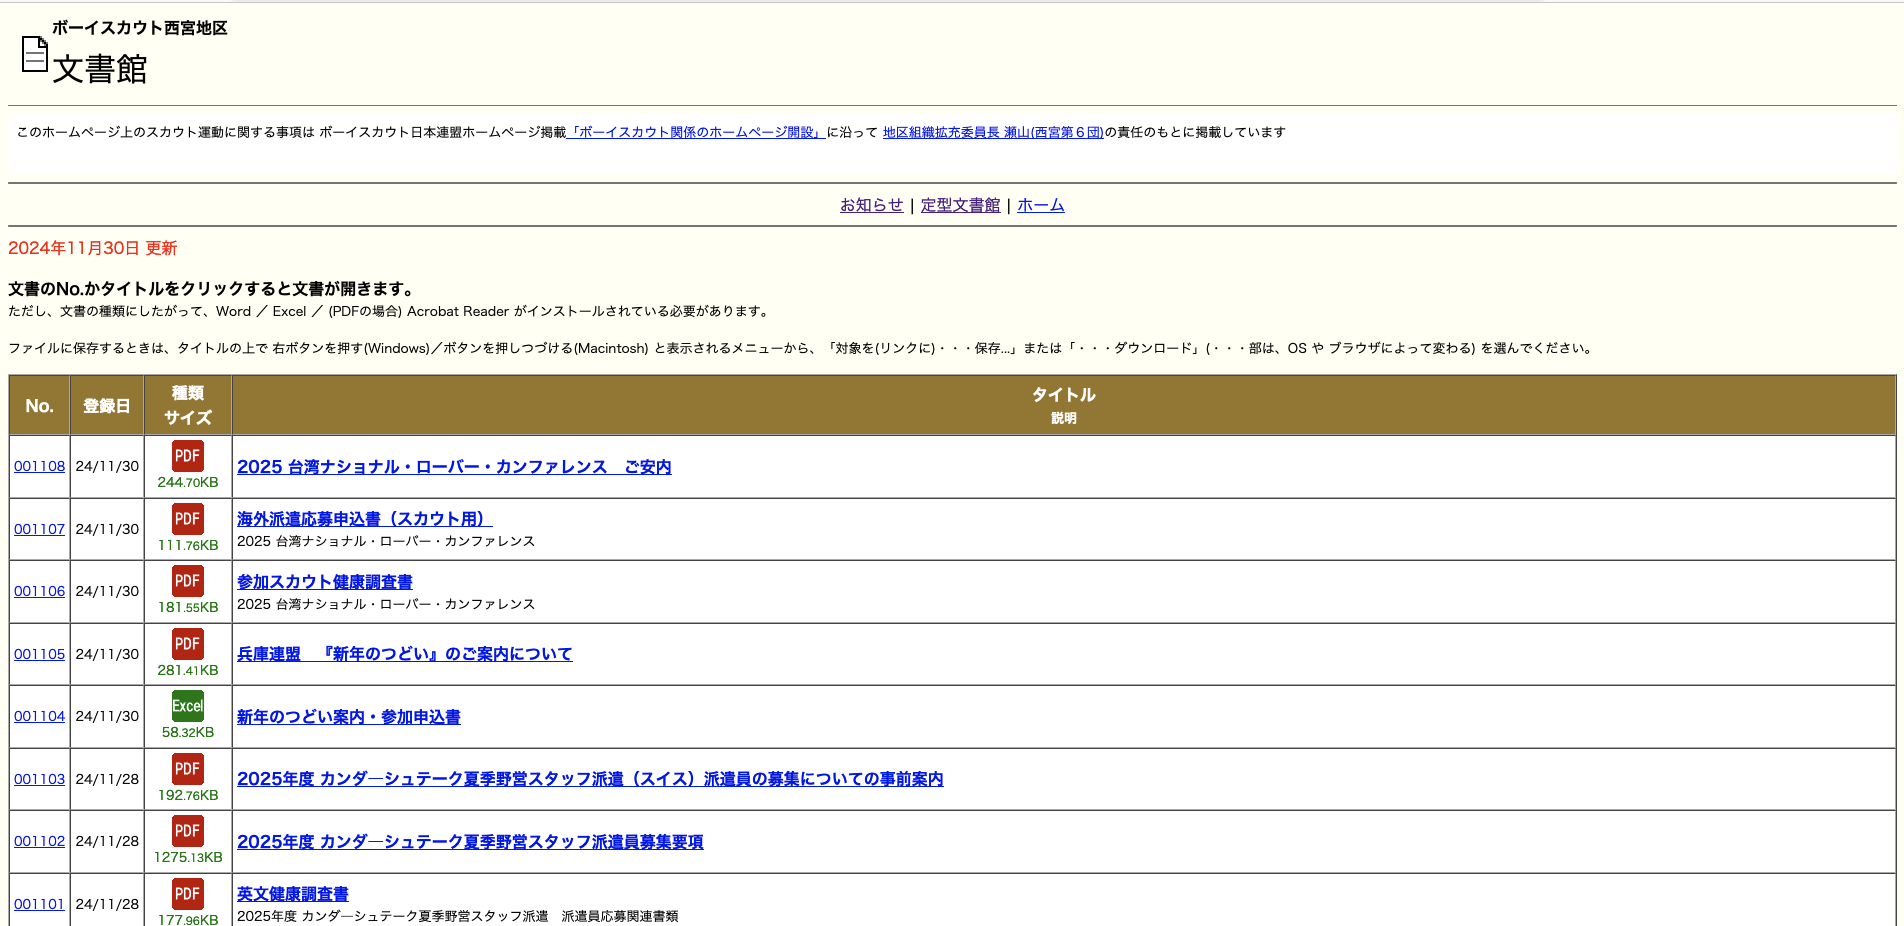 ボーイスカウト西宮地区
文書館
このホームページ上のスカウト運動に関する事項は ボーイスカウト日本連盟ホームページ掲載「ボーイスカウト関係のホームページ開設」に沿って 地区組織拡充委員長 瀬山(西宮第６団)の責任のもとに掲載しています
お知らせ | 定型文書館 | ホーム
2024年11月30日 更新
文書のNo.かタイトルをクリックすると文書が開きます。
ただし、文書の種類にしたがって、Word ／ Excel ／ (PDFの場合) Acrobat Reader がインストールされている必要があります。
ファイルに保存するときは、タイトルの上で 右ボタンを押す(Windows)／ボタンを押しつづける(Macintosh) と表示されるメニューから、「対象を(リンクに)・・・保存...」または「・・・ダウンロード」(・・・部は、OS や ブラウザによって変わる) を選んでください。
No. 登録日 種類 サイズ タイトル 説明
001108 24/11/30 PDF 244.70KB 2025 台湾ナショナル・ローバー・カンファレンス　ご安内
001107 24/11/30 PDF 111.76KB 海外派遣応募申込書（スカウト用）
2025 台湾ナショナル・ローバー・カンファレンス
001106 24/11/30 PDF 181.55KB 参加スカウト健康調査書
2025 台湾ナショナル・ローバー・カンファレンス
001105 24/11/30 PDF 281.41KB 兵庫連盟　『新年のつどい』のご案内について
001104 24/11/30 Excel 58.32KB 新年のつどい案内・参加申込書
001103 24/11/28 PDF 192.76KB 2025年度 カンダ―シュテーク夏季野営スタッフ派遣（スイス）派遣員の募集についての事前案内
001102 24/11/28 PDF 1275.13KB 2025年度 カンダ―シュテーク夏季野営スタッフ派遣員募集要項
001101 24/11/28 PDF 177.96KB 英文健康調査書
2025年度 カンダ―シュテーク夏季野営スタッフ派遣　派遣員応募関連書類